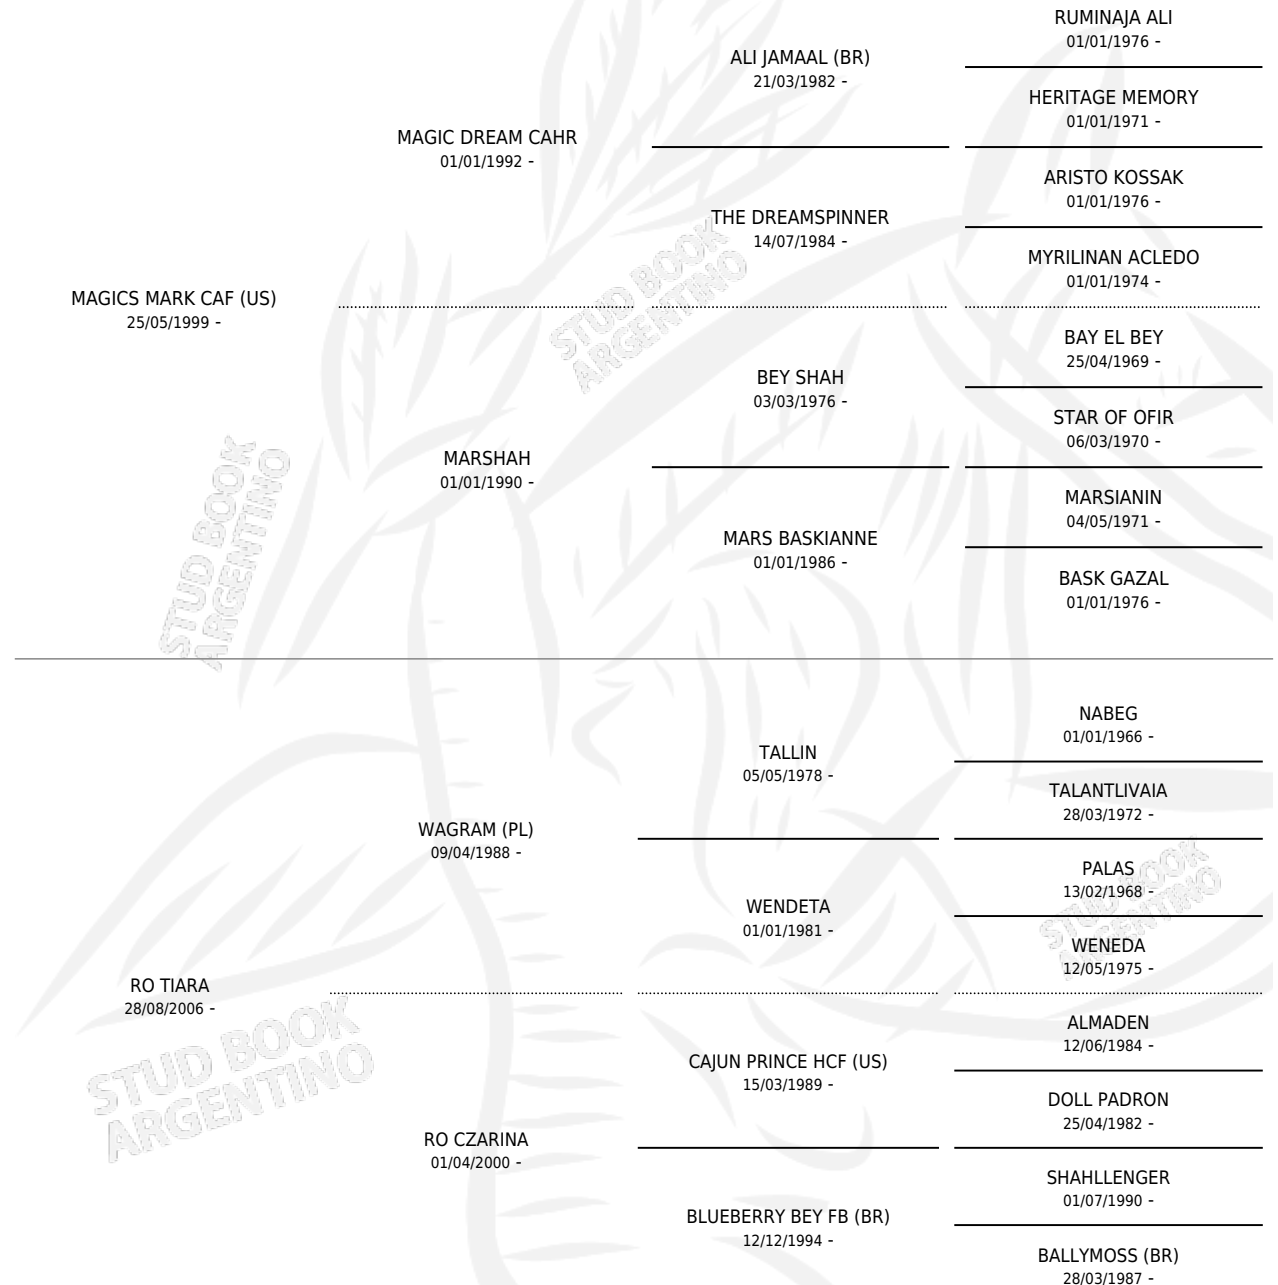 RUMINAJA ALI
01/01/1976 -
ALI JAMAAL (BR)
21/03/1982 -
HERITAGE MEMORY
01/01/1971 -
MAGIC DREAM CAHR
01/01/1992 -
ARISTO KOSSAK
01/01/1976 -
THE DREAMSPINNER
14/07/1984 -
MYRILINAN ACLEDO
01/01/1974 -
MAGICS MARK CAF (US)
25/05/1999 -
STUD BOOK
ARGENTINO
BAY EL BEY
25/04/1969 -
BEY SHAH
03/03/1976 -
STAR OF OFIR
06/03/1970 -
MARSHAH
01/01/1990 -
MARSIANIN
04/05/1971 -
MARS BASKIANNE
01/01/1986 -
BASK GAZAL
01/01/1976 -
STUD BOOK
ARGENTINO
NABEG
01/01/1966 -
TALLIN
05/05/1978 -
TALANTLIVAIA
28/03/1972 -
WAGRAM (PL)
09/04/1988 -
PALAS
13/02/1968 -
WENDETA
01/01/1981 -
WENEDA
12/05/1975 -
STUD BOOK
ARGENTINO
RO TIARA
28/08/2006 -
STUD BOOK
ARGENTINO
ALMADEN
12/06/1984 -
CAJUN PRINCE HCF (US)
15/03/1989 -
DOLL PADRON
25/04/1982 -
RO CZARINA
01/04/2000 -
SHAHLLENGER
01/07/1990 -
BLUEBERRY BEY FB (BR)
12/12/1994 -
BALLYMOSS (BR)
28/03/1987 -